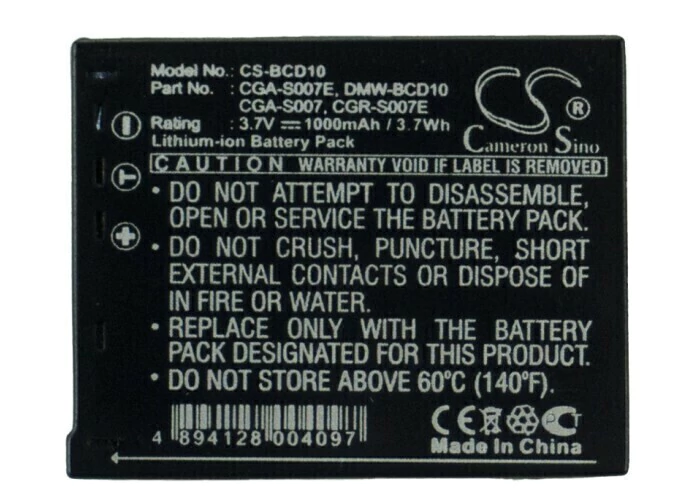 Model No.: CS-BCD10
Part No.: CGA-S007E, DMW-BCD10
CGA-S007, CGR-S007E
Rating : 3.7V ⎓ 1000mAh / 3.7Wh
Lithium-ion Battery Pack
CS ®
Cameron Sino
CAUTION WARRANTY VOID IF LABEL IS REMOVED
• DO NOT ATTEMPT TO DISASSEMBLE,
OPEN OR SERVICE THE BATTERY PACK.
• DO NOT CRUSH, PUNCTURE, SHORT
EXTERNAL CONTACTS OR DISPOSE OF
IN FIRE OR WATER.
• REPLACE ONLY WITH THE BATTERY
PACK DESIGNATED FOR THIS PRODUCT.
• DO NOT STORE ABOVE 60°C (140°F).
− T +
4 894128 004097
CE PCT
Made In China